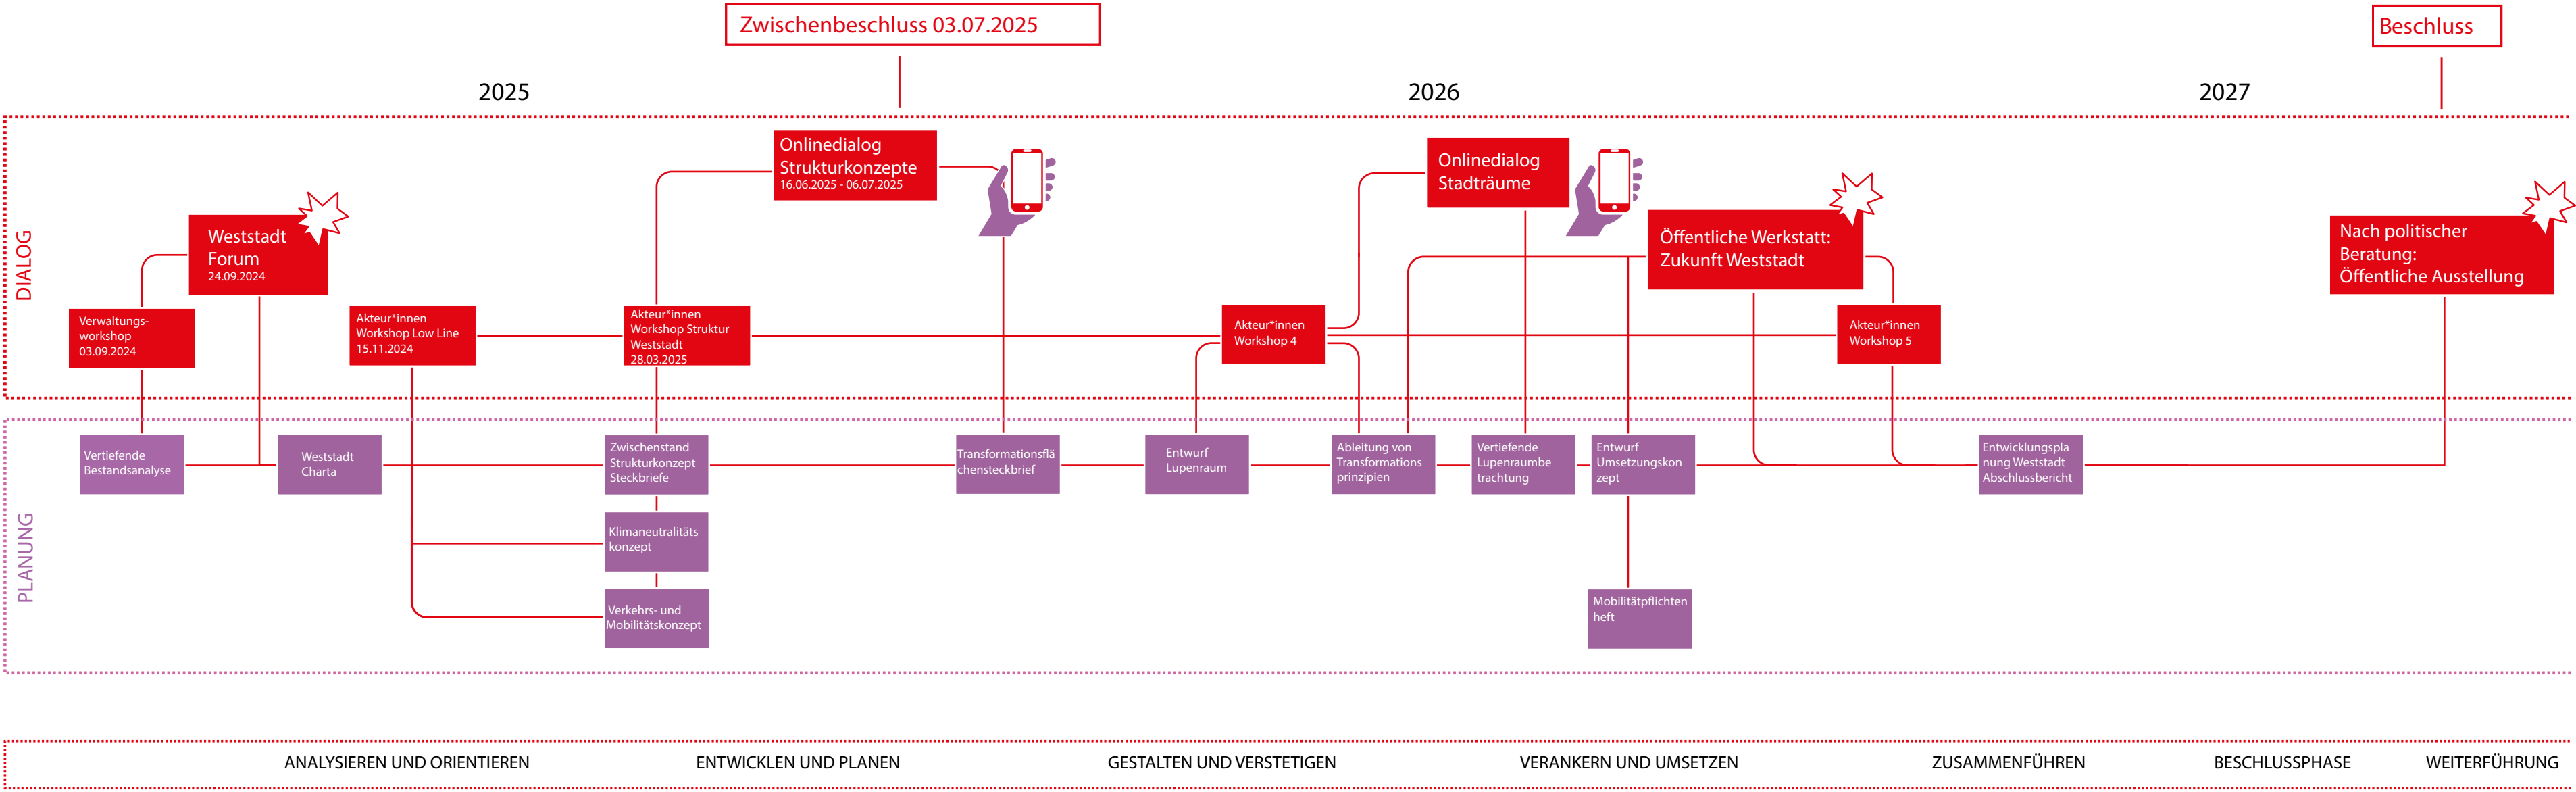 Zwischenbeschluss 03.07.2025
Beschluss
2025
2026
2027
DIALOG
Verwaltungs-
workshop
03.09.2024
Weststadt
Forum
24.09.2024
Akteur*innen
Workshop Low Line
15.11.2024
Akteur*innen
Workshop Struktur
Weststadt
28.03.2025
Onlinedialog
Strukturkonzepte
16.06.2025 - 06.07.2025
Akteur*innen
Workshop 4
Onlinedialog
Stadträume
Öffentliche Werkstatt:
Zukunft Weststadt
Akteur*innen
Workshop 5
Nach politischer
Beratung:
Öffentliche Ausstellung
PLANUNG
Vertiefende
Bestandsanalyse
Weststadt
Charta
Zwischenstand
Strukturkonzept
Steckbriefe
Klimaneutralitäts
konzept
Verkehrs- und
Mobilitätskonzept
Transformationsflä
chensteckbrief
Entwurf
Lupenraum
Ableitung von
Transformations
prinzipien
Vertiefende
Lupenraumbe
trachtung
Entwurf
Umsetzungskon
zept
Mobilitätpflichten
heft
Entwicklungspla
nung Weststadt
Abschlussbericht
ANALYSIEREN UND ORIENTIEREN
ENTWICKLEN UND PLANEN
GESTALTEN UND VERSTETIGEN
VERANKERN UND UMSETZEN
ZUSAMMENFÜHREN
BESCHLUSSPHASE
WEITERFÜHRUNG